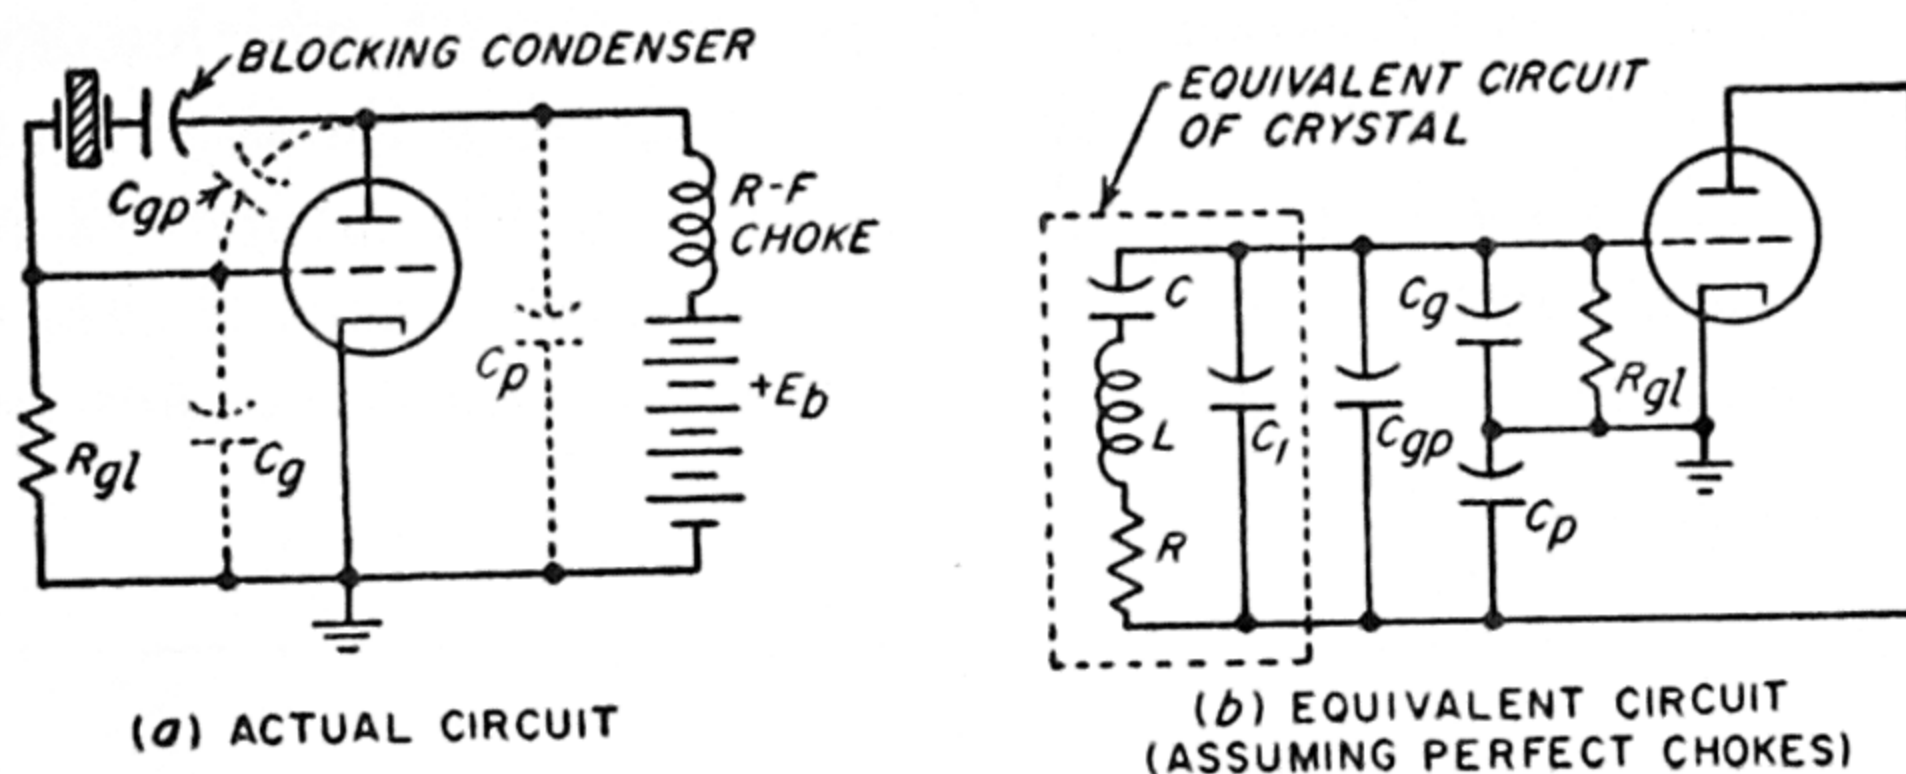 BLOCKING CONDENSER
Cgp
R-F
CHOKE
Cp
+Eb
Rgl
Cg
(a) ACTUAL CIRCUIT
EQUIVALENT CIRCUIT
OF CRYSTAL
C
Cg
L
C1
Cgp
Rgl
R
Cp
(b) EQUIVALENT CIRCUIT
(ASSUMING PERFECT CHOKES)